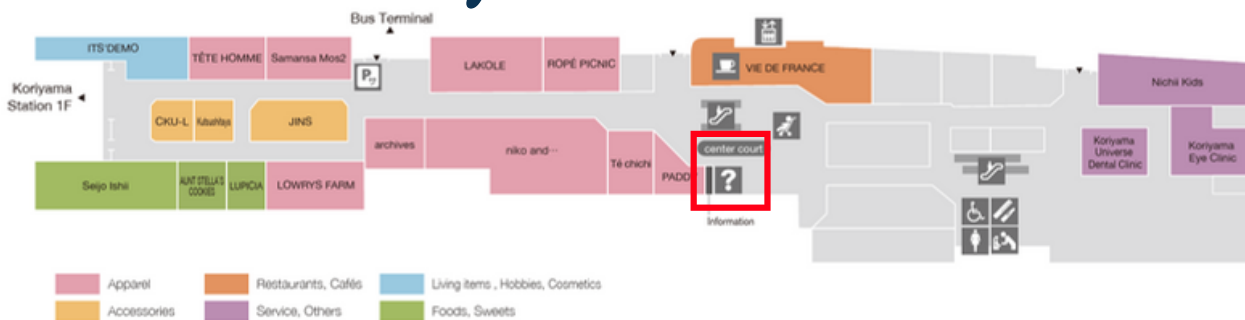 Bus Terminal
ITS'DEMO
TÊTE HOMME
Samansa Mos2
LAKOLE
ROPÉ PICNIC
VIE DE FRANCE
Nichii Kids
Koriyama
Station 1F
P
CKU-L
JINS
archives
niko and…
Té chichi
PADD
center court
?
Information
Koriyama
Universe
Dental Clinic
Koriyama
Eye Clinic
Seijo Ishii
AUNT STELLA'S
COOKIES
LUPICIA
LOWRYS FARM
Apparel
Restaurants, Cafés
Living items , Hobbies, Cosmetics
Accessories
Service, Others
Foods, Sweets